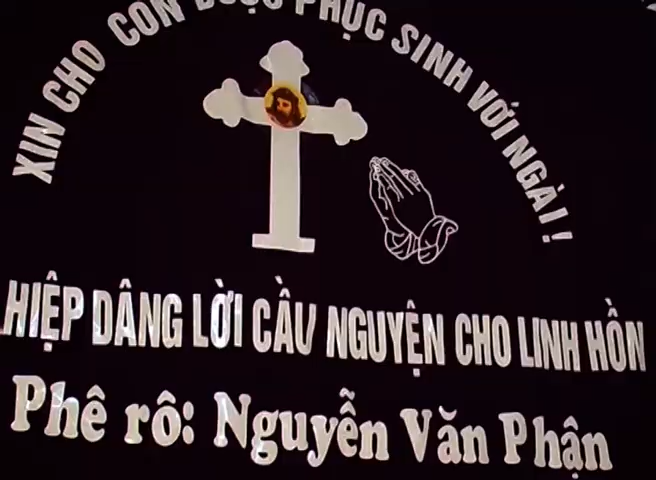 XIN CHO CON ĐƯỢC PHỤC SINH VỚI NGÀI!
HIỆP DÂNG LỜI CẦU NGUYỆN CHO LINH HỒN
Phê rô: Nguyễn Văn Phận